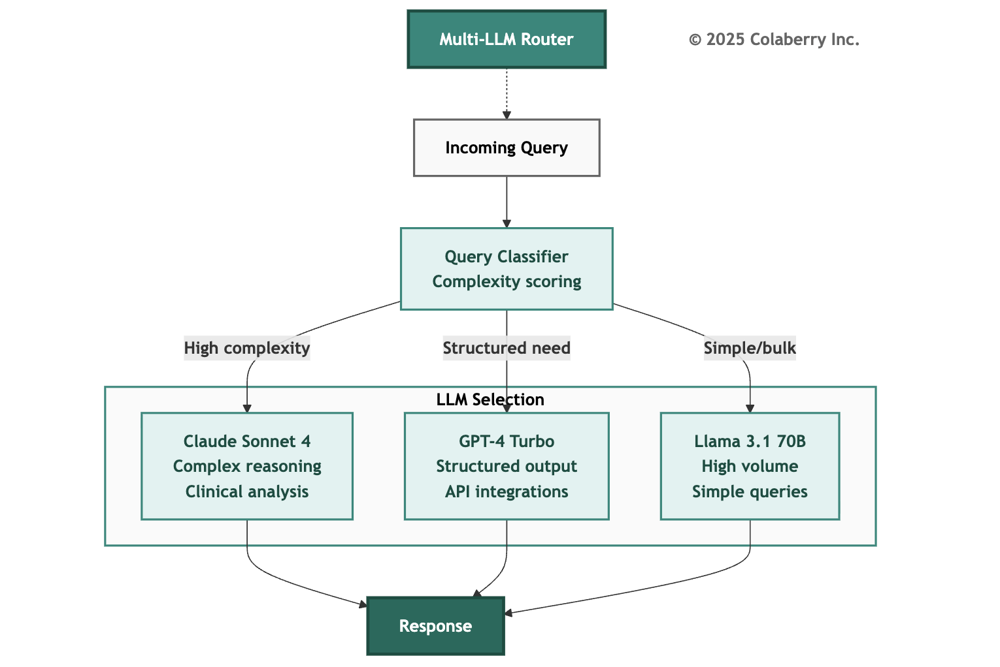 Multi-LLM Router
© 2025 Colaberry Inc.
Incoming Query
Query Classifier
Complexity scoring
High complexity
Structured need
Simple/bulk
LLM Selection
Claude Sonnet 4
Complex reasoning
Clinical analysis
GPT-4 Turbo
Structured output
API integrations
Llama 3.1 70B
High volume
Simple queries
Response